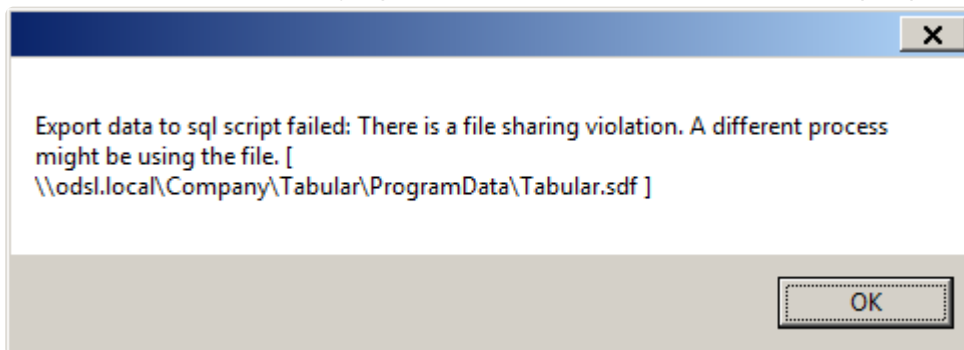 Export data to sql script failed: There is a file sharing violation. A different process
might be using the file. [
\\odsl.local\Company\Tabular\ProgramData\Tabular.sdf ]
OK